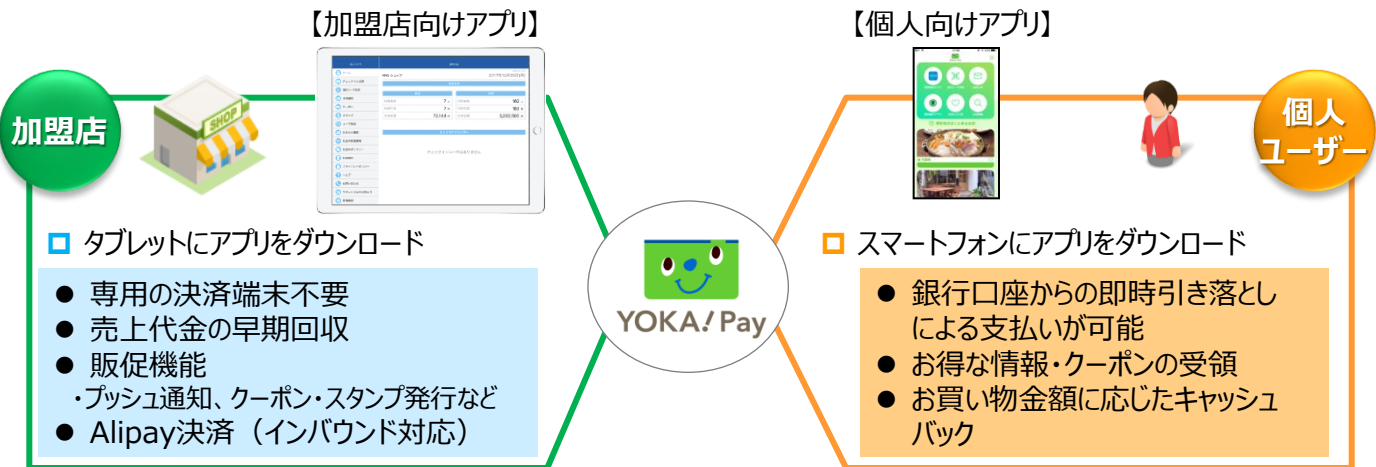 【加盟店向けアプリ】
加盟店
SHOP
タブレットにアプリをダウンロード
● 専用の決済端末不要
● 売上代金の早期回収
● 販促機能
・プッシュ通知、クーポン・スタンプ発行など
● Alipay決済（インバウンド対応）
YOKA!Pay
【個人向けアプリ】
個人
ユーザー
スマートフォンにアプリをダウンロード
● 銀行口座からの即時引き落とし
による支払いが可能
● お得な情報・クーポンの受領
● お買い物金額に応じたキャッシュ
バック